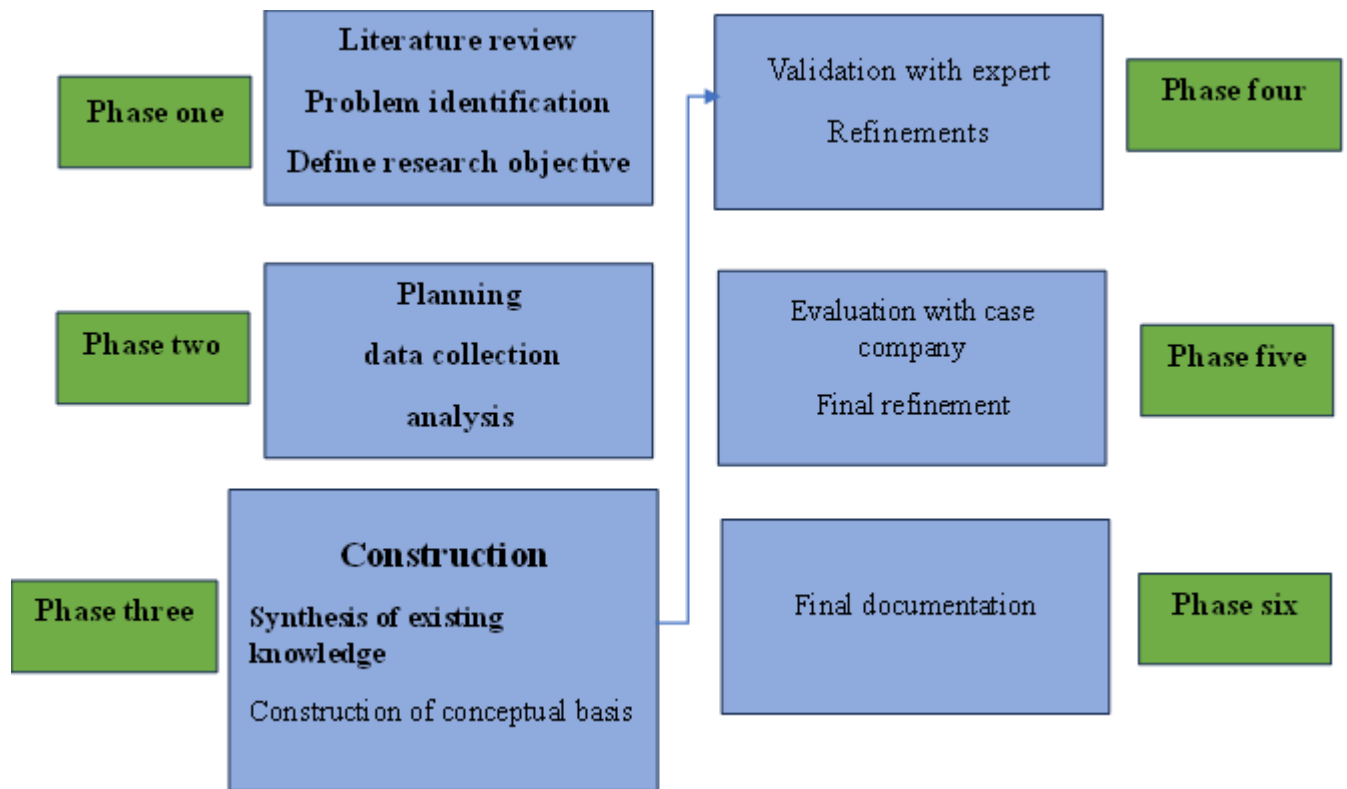 Phase one
Literature review
Problem identification
Define research objective
Phase two
Planning
data collection
analysis
Phase three
Construction
Synthesis of existing
knowledge
Construction of conceptual basis
Validation with expert
Refinements
Phase four
Evaluation with case
company
Final refinement
Phase five
Final documentation
Phase six